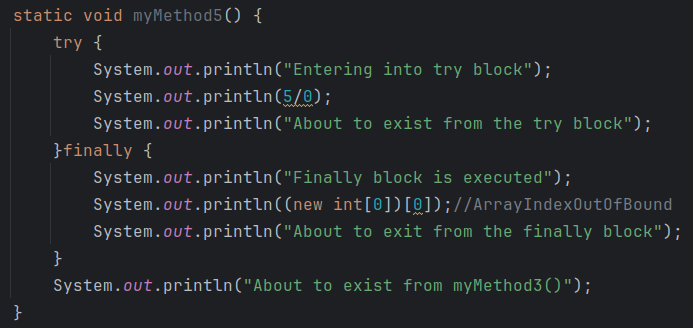 static void myMethod5() {
    try {
        System.out.println("Entering into try block");
        System.out.println(5/0);
        System.out.println("About to exist from the try block");
    }finally {
        System.out.println("Finally block is executed");
        System.out.println((new int[0])[0]);//ArrayIndexOutOfBound
        System.out.println("About to exit from the finally block");
    }
    System.out.println("About to exist from myMethod3()");
}